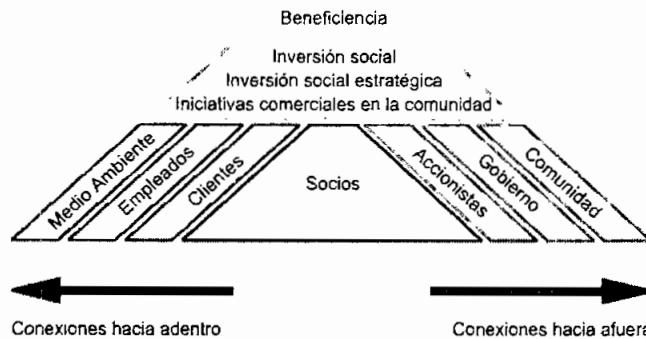 Beneficiencia
Inversión social
Inversión social estratégica
Iniciativas comerciales en la comunidad
Medio Ambiente
Empleados
Clientes
Socios
Accionistas
Gobierno
Comunidad
Conexiones hacia adentro
Conexiones hacia afuera